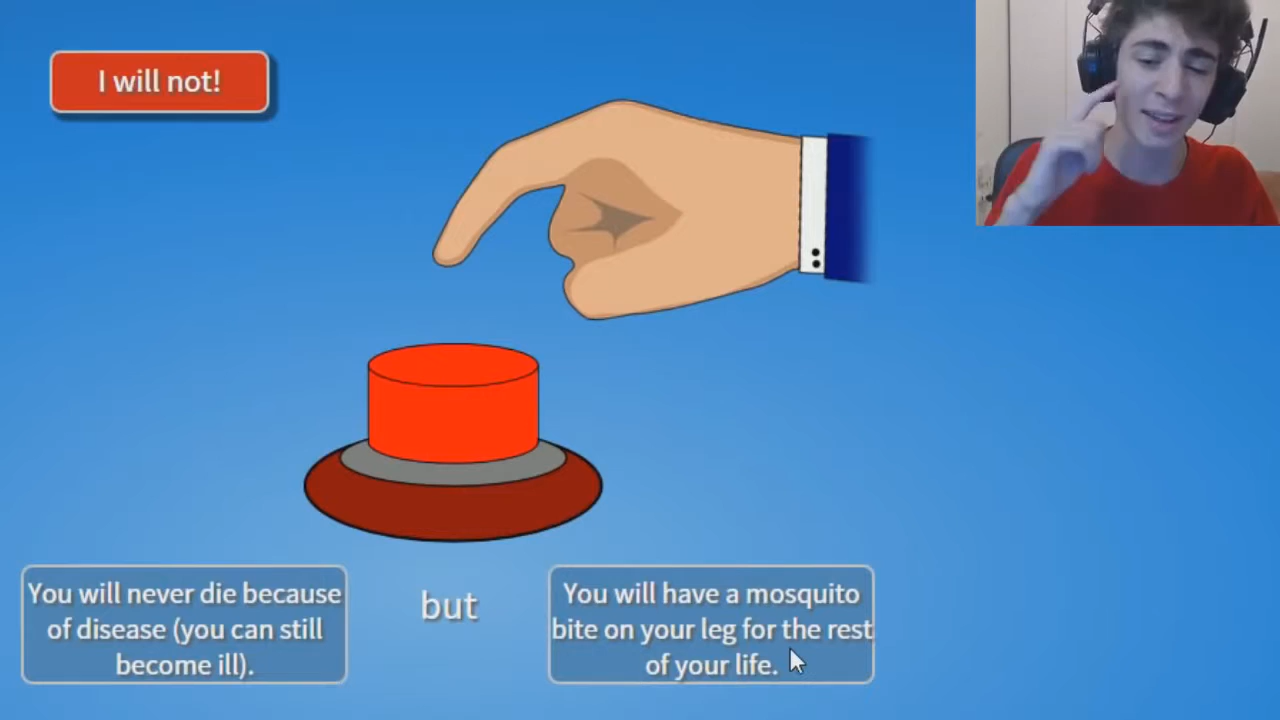 I will not!
You will never die because
of disease (you can still
become ill).
but
You will have a mosquito
bite on your leg for the rest
of your life.